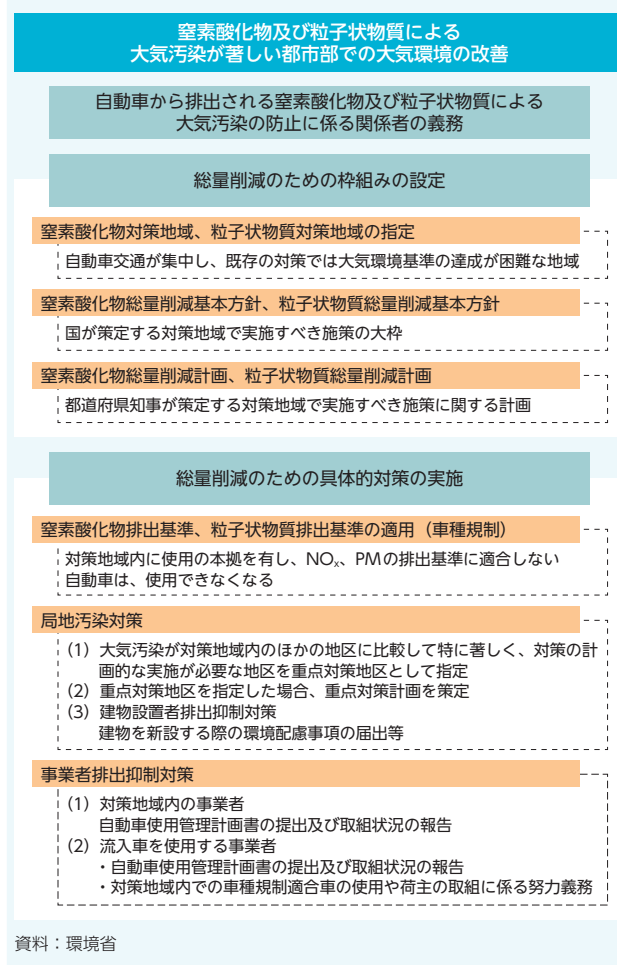 窒素酸化物及び粒子状物質による
大気汚染が著しい都市部での大気環境の改善
自動車から排出される窒素酸化物及び粒子状物質による
大気汚染の防止に係る関係者の義務
総量削減のための枠組みの設定
窒素酸化物対策地域、粒子状物質対策地域の指定
自動車交通が集中し、既存の対策では大気環境基準の達成が困難な地域
窒素酸化物総量削減基本方針、粒子状物質総量削減基本方針
国が策定する対策地域で実施すべき施策の大枠
窒素酸化物総量削減計画、粒子状物質総量削減計画
都道府県知事が策定する対策地域で実施すべき施策に関する計画
総量削減のための具体的対策の実施
窒素酸化物排出基準、粒子状物質排出基準の適用（車種規制）
対策地域内に使用の本拠を有し、NOₓ、PMの排出基準に適合しない
自動車は、使用できなくなる
局地汚染対策
（1）大気汚染が対策地域内のほかの地区に比較して特に著しく、対策の計
画的な実施が必要な地区を重点対策地区として指定
（2）重点対策地区を指定した場合、重点対策計画を策定
（3）建物設置者排出抑制対策
建物を新設する際の環境配慮事項の届出等
事業者排出抑制対策
（1）対策地域内の事業者
自動車使用管理計画書の提出及び取組状況の報告
（2）流入車を使用する事業者
・自動車使用管理計画書の提出及び取組状況の報告
・対策地域内での車種規制適合車の使用や荷主の取組に係る努力義務
資料：環境省